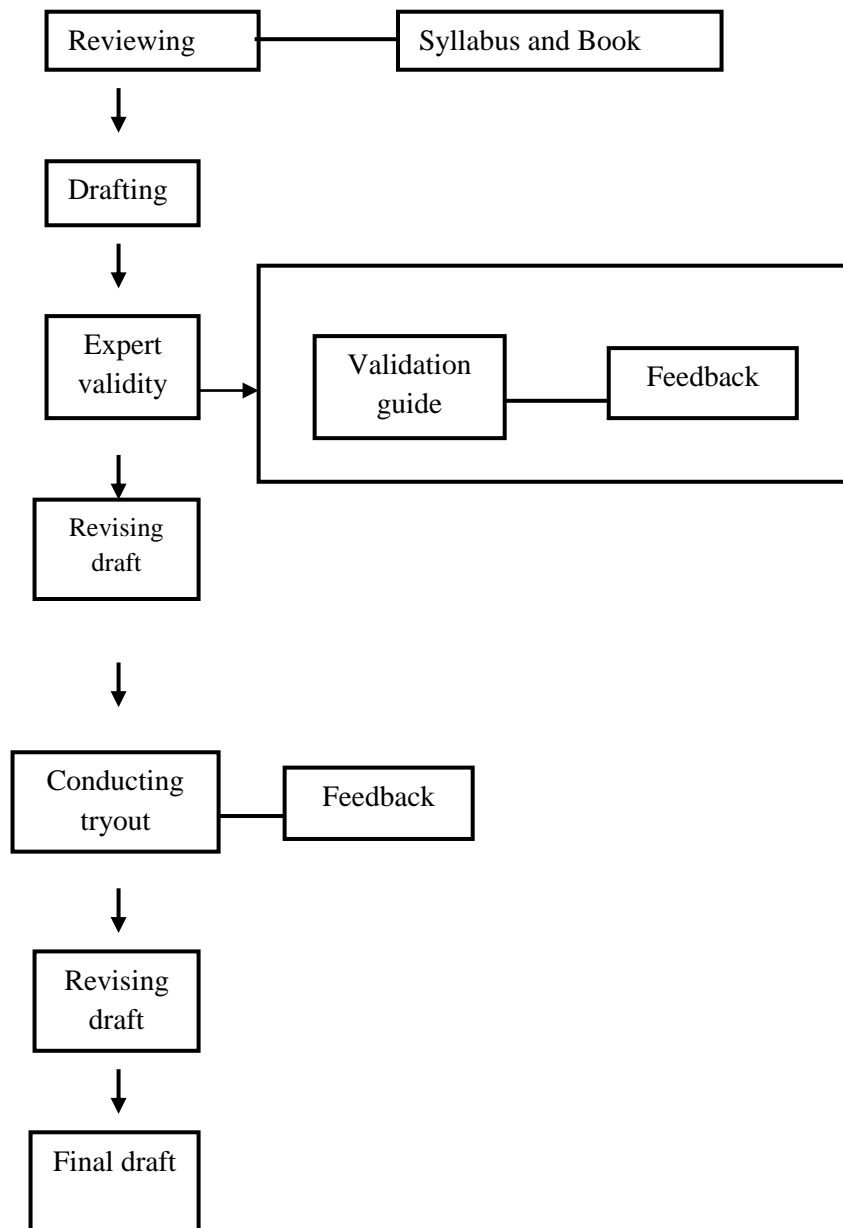 Reviewing
Syllabus and Book
Drafting
Expert
validity
Validation
guide
Feedback
Revising
draft
Conducting
tryout
Feedback
Revising
draft
Final draft